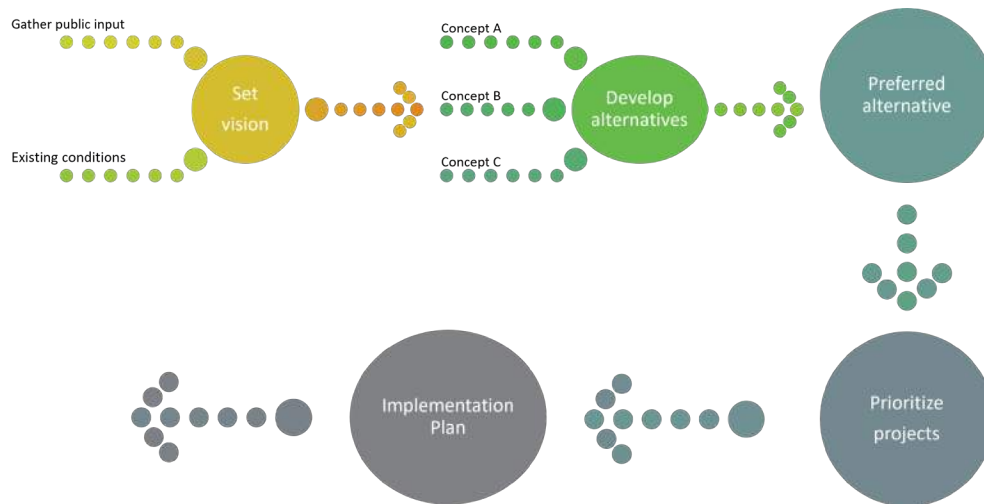 Gather public input
Set
vision
Existing conditions
Concept A
Concept B
Concept C
Develop
alternatives
Preferred
alternative
Prioritize
projects
Implementation
Plan